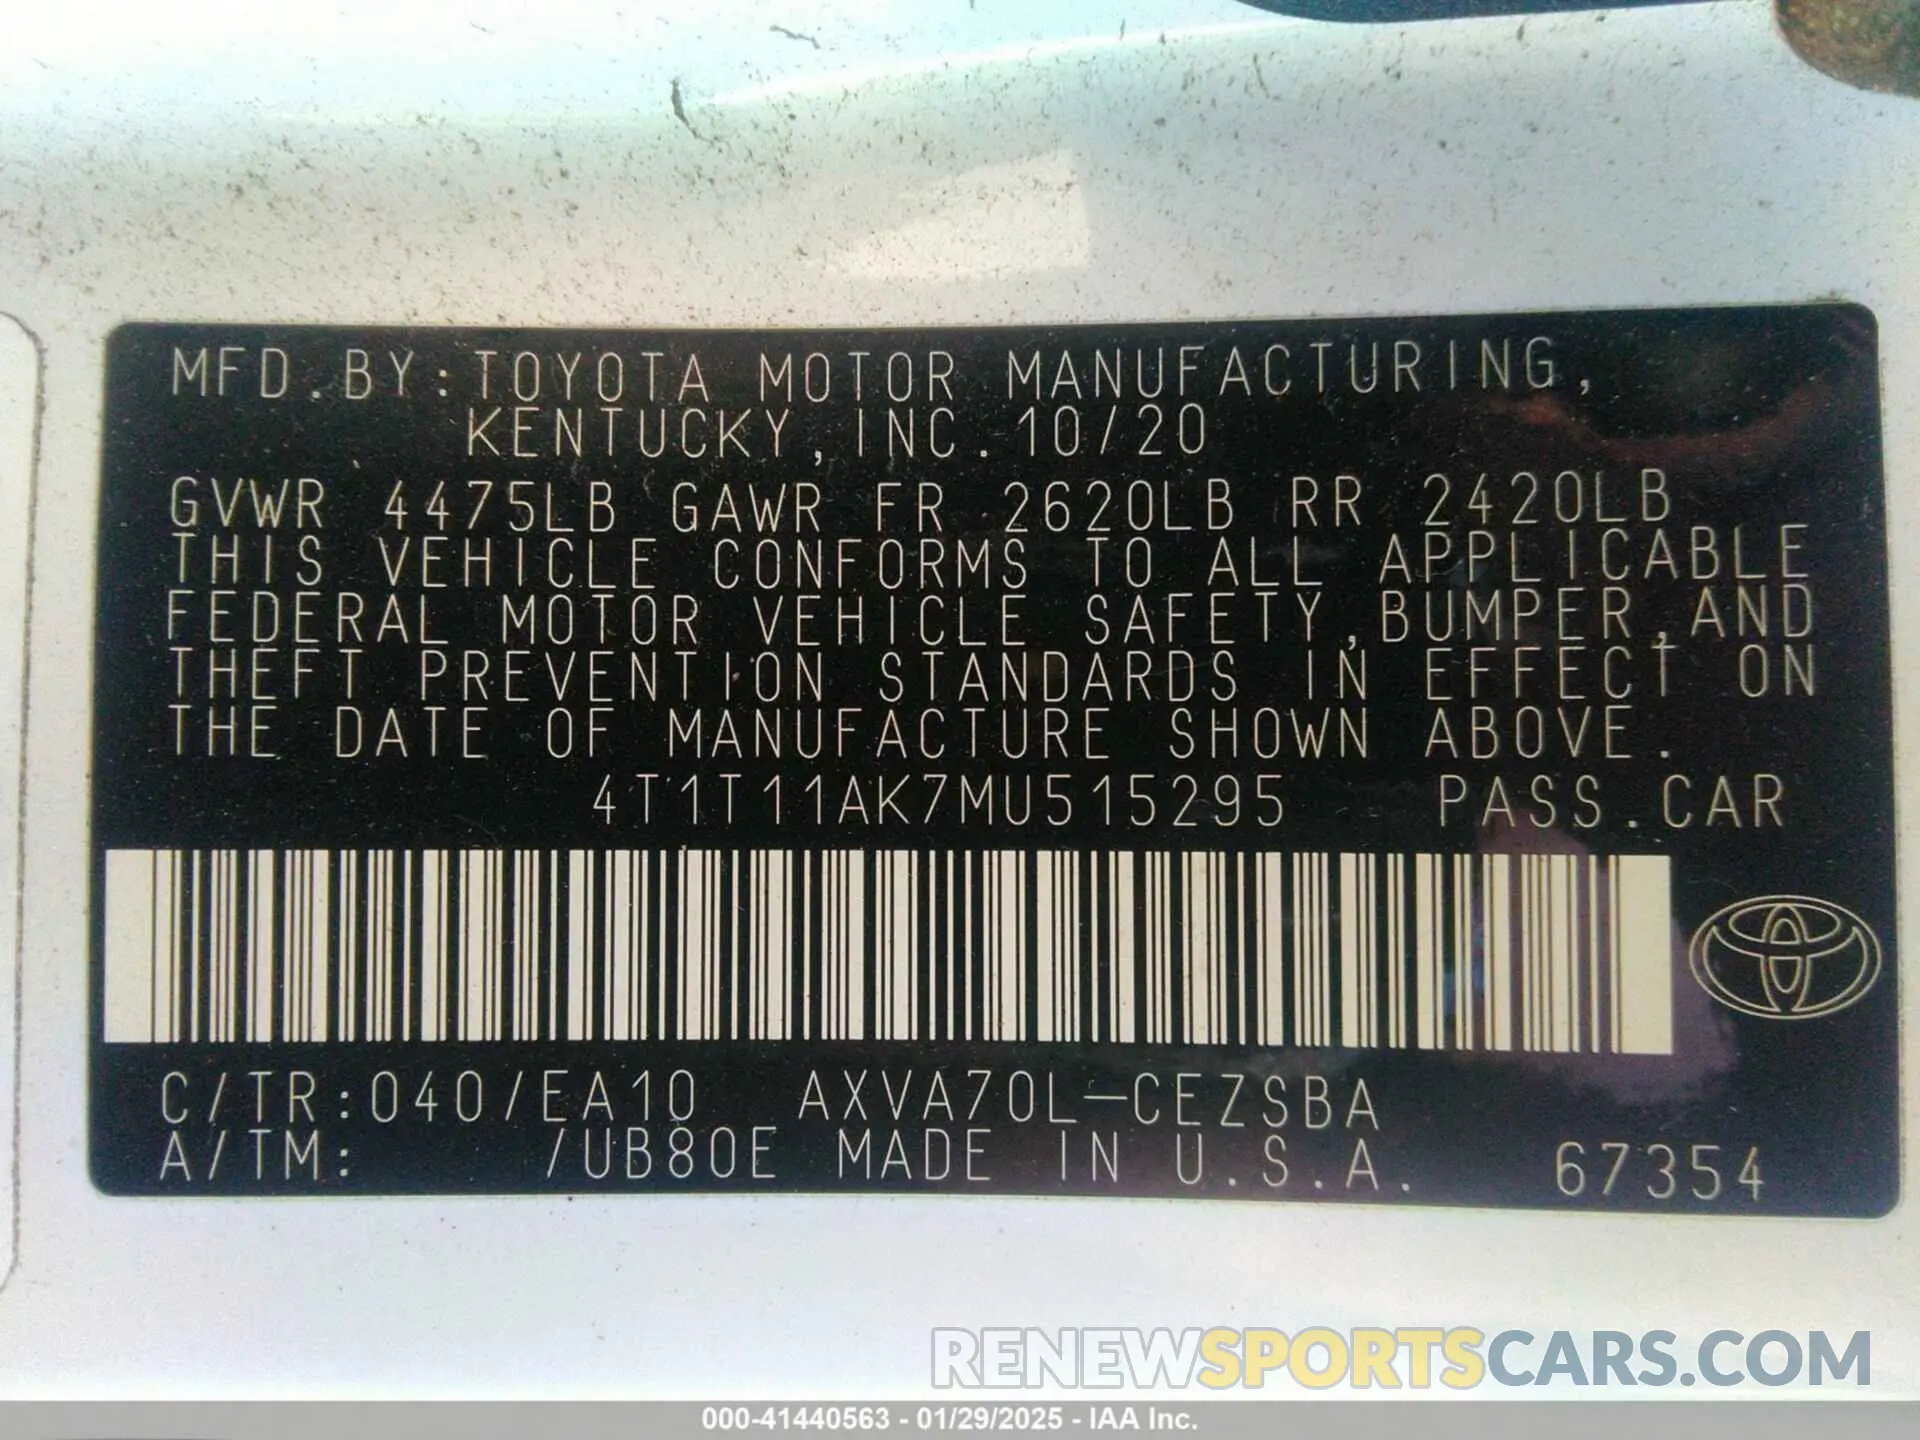 MFD.BY:TOYOTA MOTOR MANUFACTURING,
KENTUCKY,INC.10/20
GVWR 4475LB GAWR FR 2620LB RR 2420LB
THIS VEHICLE CONFORMS TO ALL APPLICABLE
FEDERAL MOTOR VEHICLE SAFETY,BUMPER,AND
THEFT PREVENTION STANDARDS IN EFFECT ON
THE DATE OF MANUFACTURE SHOWN ABOVE.
4T1T11AK7MU515295 PASS.CAR
C/TR:040/EA10 AXVA70L-CEZSBA
A/TM: /UB80E MADE IN U.S.A. 67354
RENEWSPORTSCARS.COM
000-41440563 - 01/29/2025 - IAA Inc.